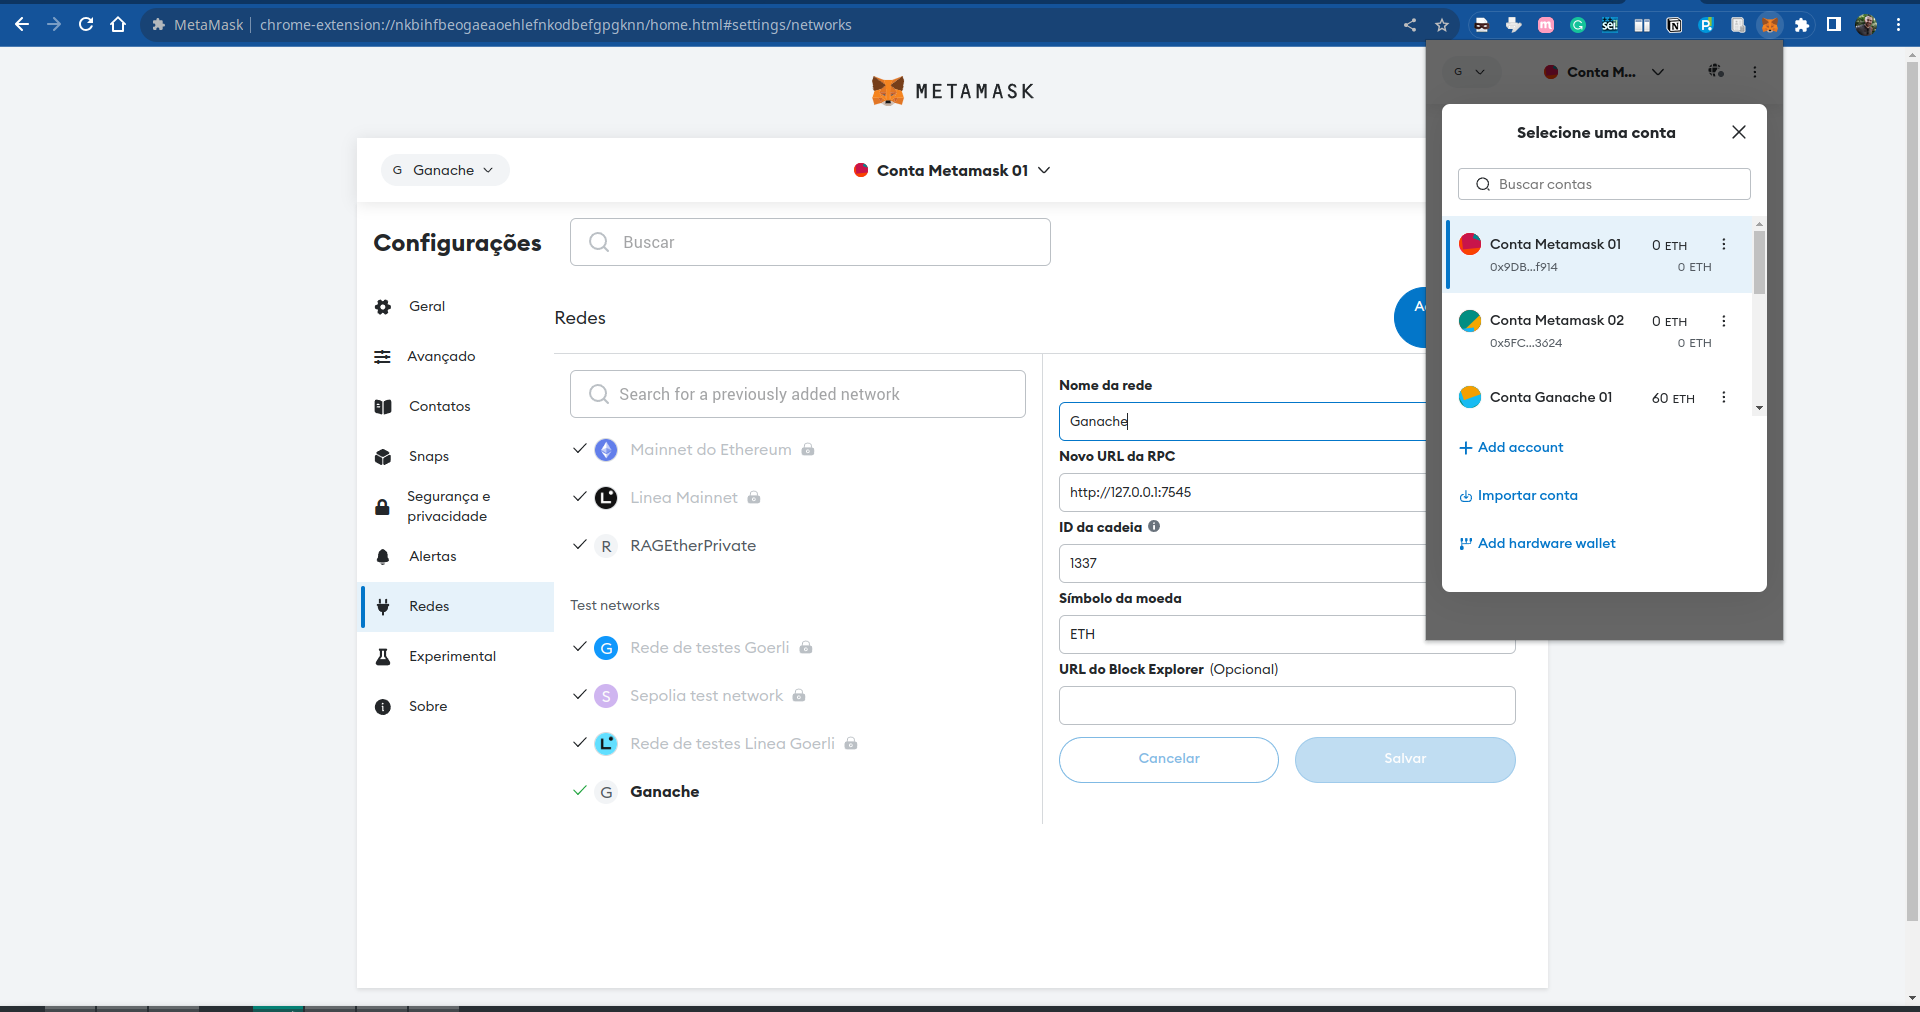 MetaMask
chrome-extension://nkbihfbeogaeaoehlefnkodbefgpgknn/home.html#settings/networks
METAMASK
G Ganache
Conta Metamask 01
Configurações
Buscar
Geral
Avançado
Contatos
Snaps
Segurança e
privacidade
Alertas
Redes
Experimental
Sobre
Redes
Search for a previously added network
Mainnet do Ethereum
Linea Mainnet
R RAGEtherPrivate
Test networks
G Rede de testes Goerli
S Sepolia test network
Rede de testes Linea Goerli
G Ganache
Nome da rede
Ganache
Novo URL da RPC
http://127.0.0.1:7545
ID da cadeia
1337
Símbolo da moeda
ETH
URL do Block Explorer (Opcional)
Cancelar
Salvar
G
Conta M...
Selecione uma conta
Buscar contas
Conta Metamask 01 0 ETH
0x9DB...f914 0 ETH
Conta Metamask 02 0 ETH
0x5FC...3624 0 ETH
Conta Ganache 01 60 ETH
Add account
Importar conta
Add hardware wallet